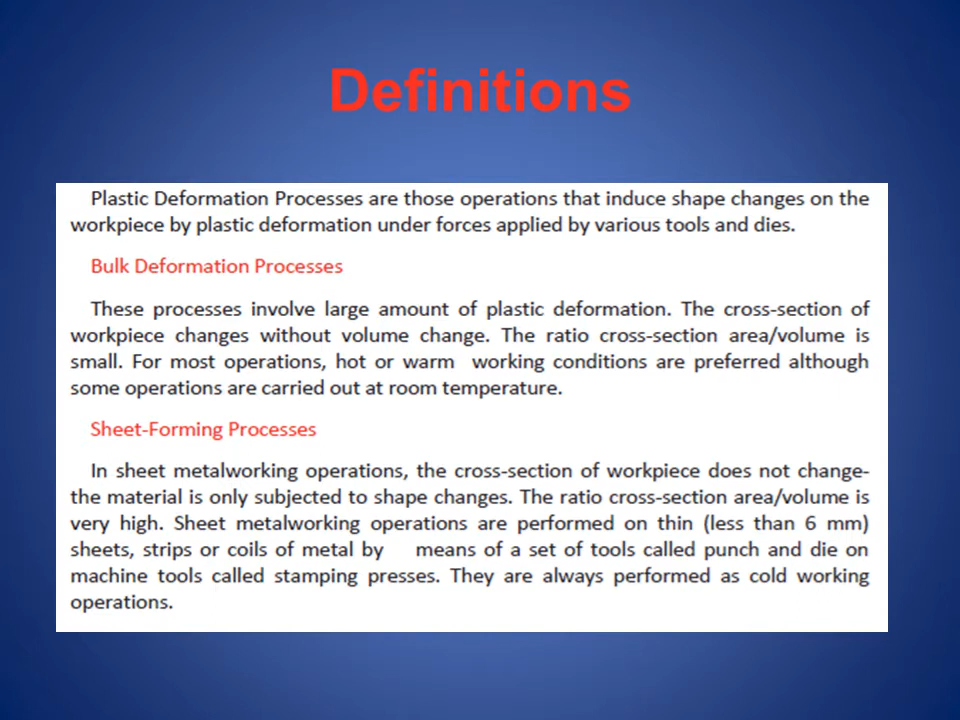 Definitions
Plastic Deformation Processes are those operations that induce shape changes on the
workpiece by plastic deformation under forces applied by various tools and dies.
Bulk Deformation Processes
These processes involve large amount of plastic deformation. The cross-section of
workpiece changes without volume change. The ratio cross-section area/volume is
small. For most operations, hot or warm working conditions are preferred although
some operations are carried out at room temperature.
Sheet-Forming Processes
In sheet metalworking operations, the cross-section of workpiece does not change-
the material is only subjected to shape changes. The ratio cross-section area/volume is
very high. Sheet metalworking operations are performed on thin (less than 6 mm)
sheets, strips or coils of metal by means of a set of tools called punch and die on
machine tools called stamping presses. They are always performed as cold working
operations.